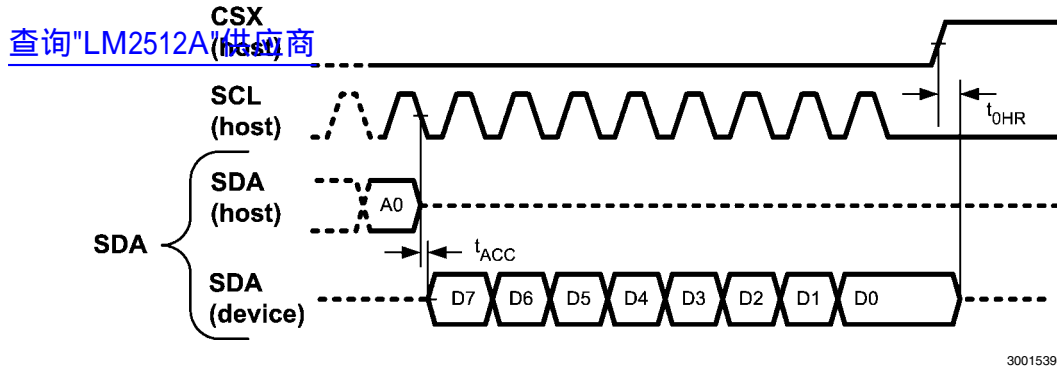 CSX
(host)
查询"LM2512A"供应商
SCL
(host)
t0HR
SDA
(host)
A0
SDA
tACC
SDA
(device)
D7 D6 D5 D4 D3 D2 D1 D0
3001539